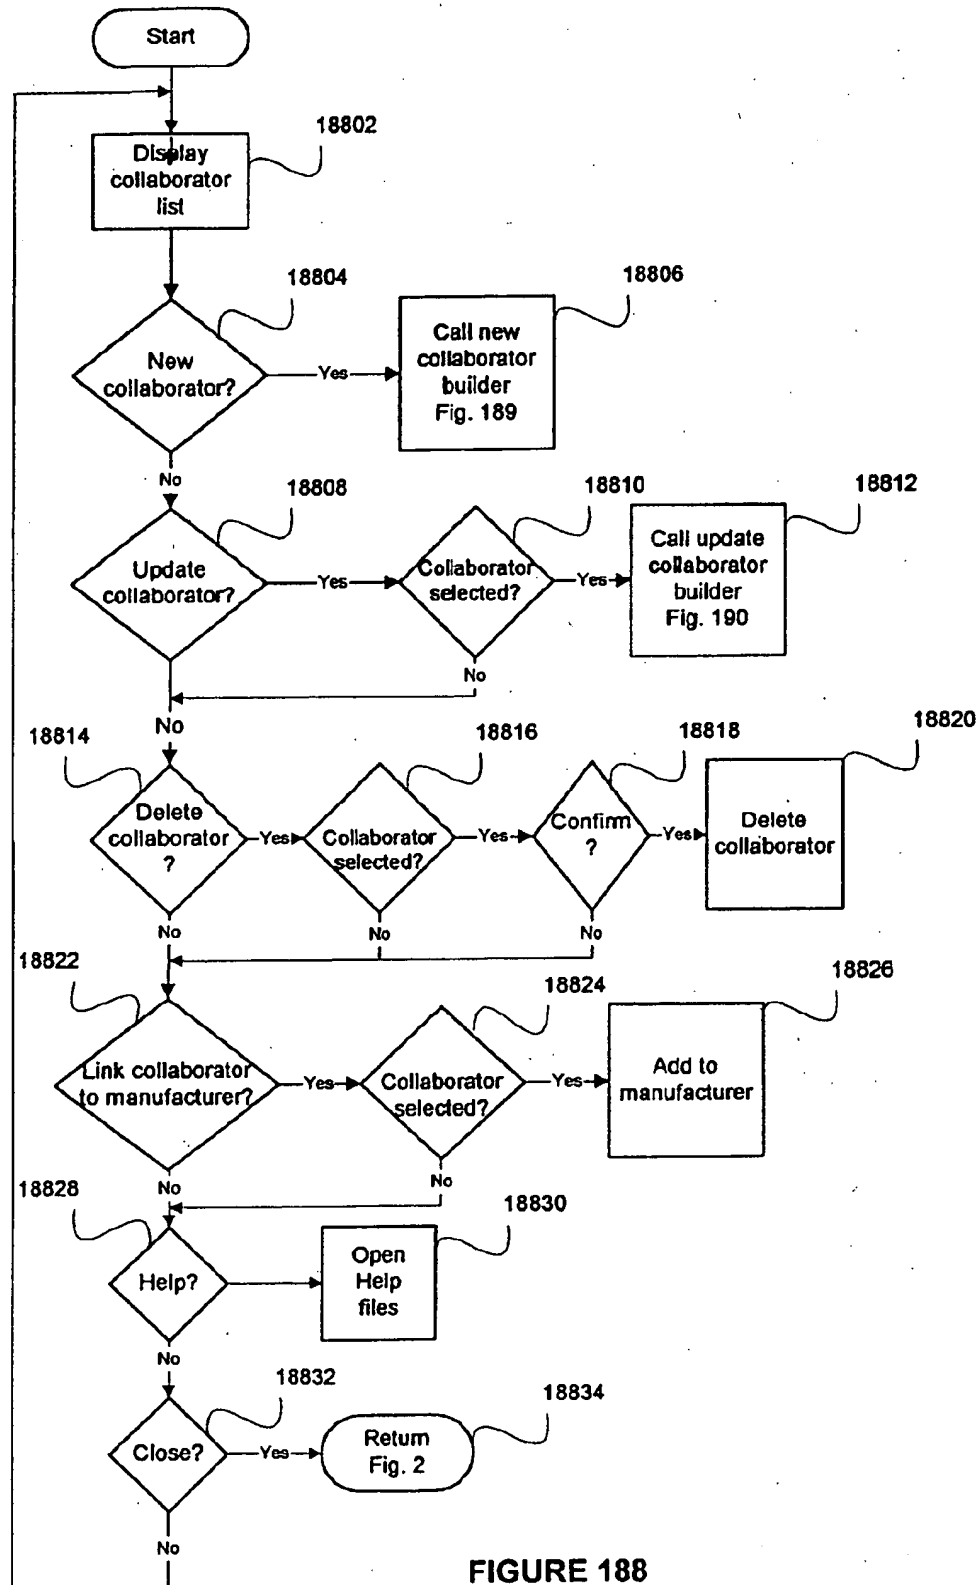 Start
18802
Display
collaborator
list
18804
18806
New
collaborator?
Yes
Call new
collaborator
builder
Fig. 189
No
18808
18810
18812
Update
collaborator?
Yes
Collaborator
selected?
Yes
Call update
collaborator
builder
Fig. 190
No
No
18814
18816
18818
18820
Delete
collaborator
?
Yes
Collaborator
selected?
Yes
Confirm
?
Yes
Delete
collaborator
No
No
No
18822
18824
18826
Link collaborator
to manufacturer?
Yes
Collaborator
selected?
Yes
Add to
manufacturer
No
No
18828
18830
Help?
Open
Help
files
No
18832
18834
Close?
Yes
Return
Fig. 2
No
FIGURE 188